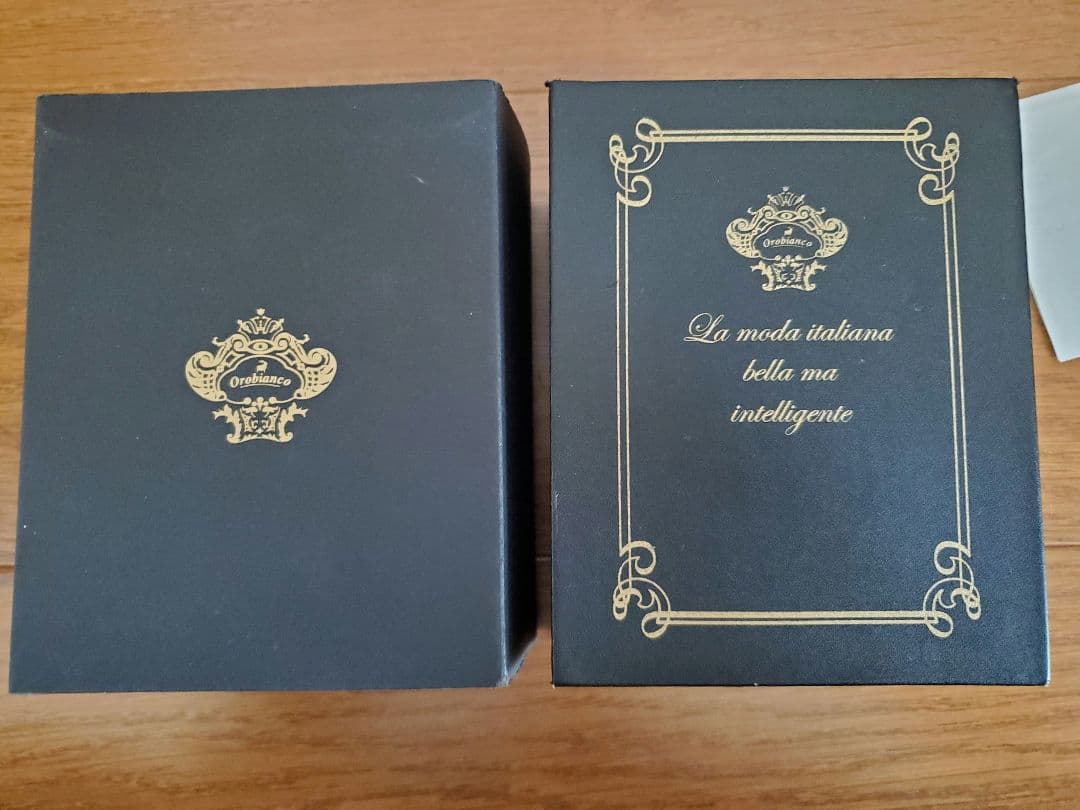 Orobianco
Orobianco
La moda italiana
bella ma
intelligente